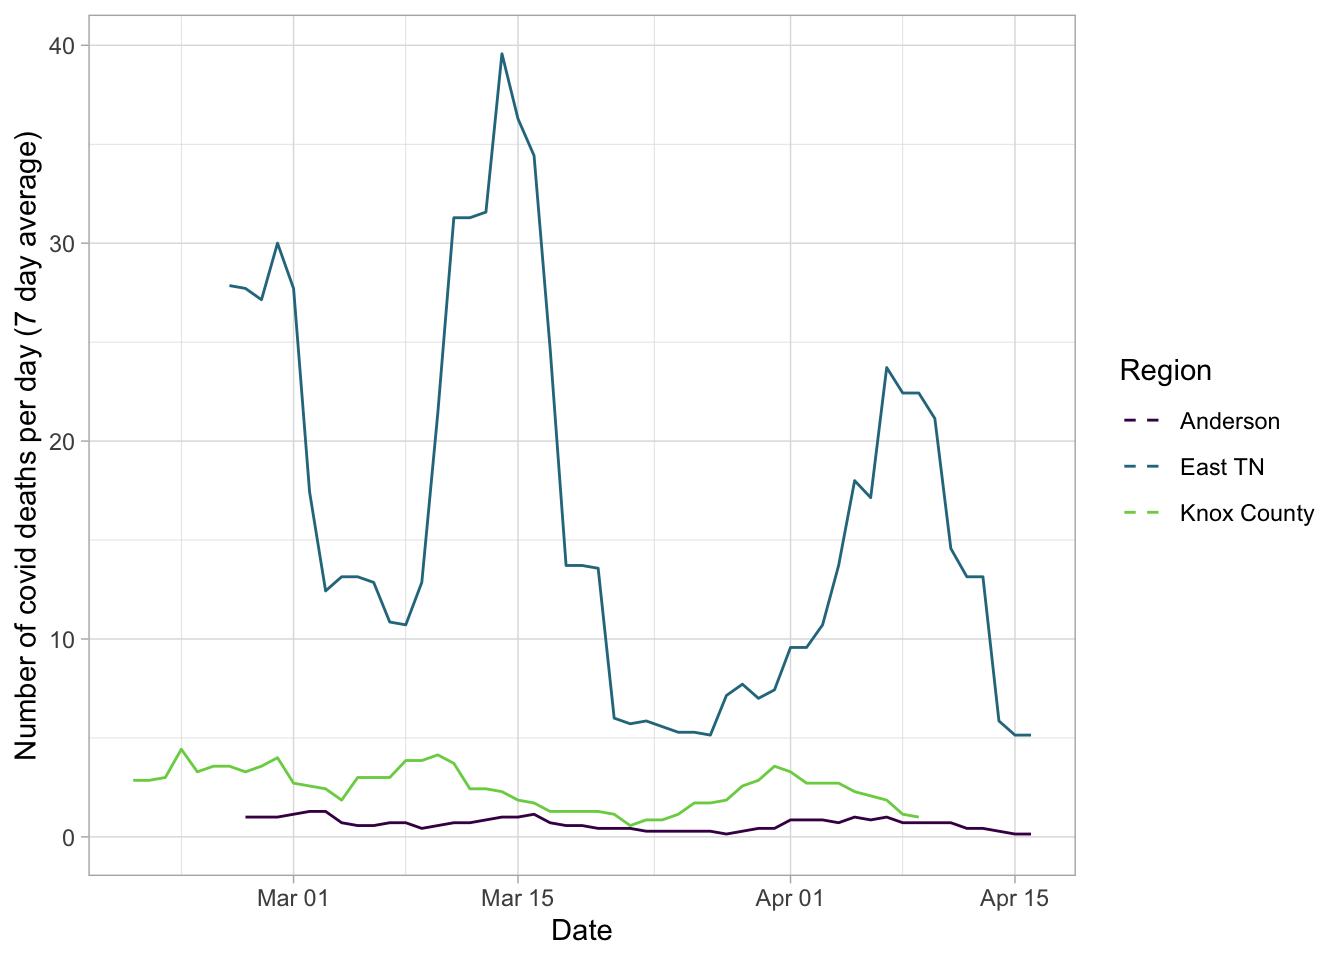 Number of covid deaths per day (7 day average)
40
30
20
10
0
Mar 01
Mar 15
Apr 01
Apr 15
Date
Region
Anderson
East TN
Knox County